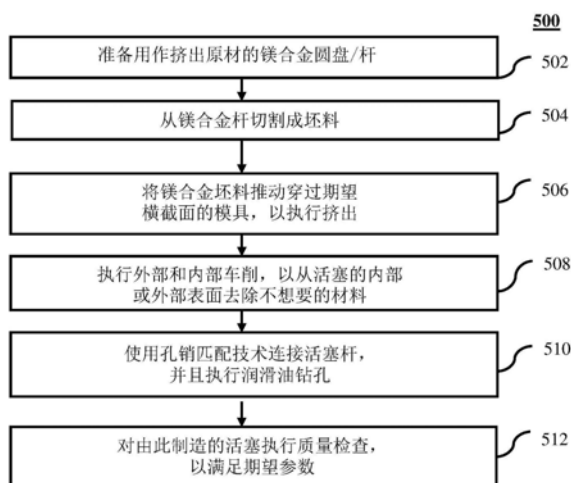 500
准备用作挤出原材的镁合金圆盘/杆
502
从镁合金杆切割成坯料
504
将镁合金坯料推动穿过期望
横截面的模具，以执行挤出
506
执行外部和内部车削，以从活塞的内部
或外部表面去除不想要的材料
508
使用孔销匹配技术连接活塞杆，
并且执行润滑油钻孔
510
对由此制造的活塞执行质量检查，
以满足期望参数
512